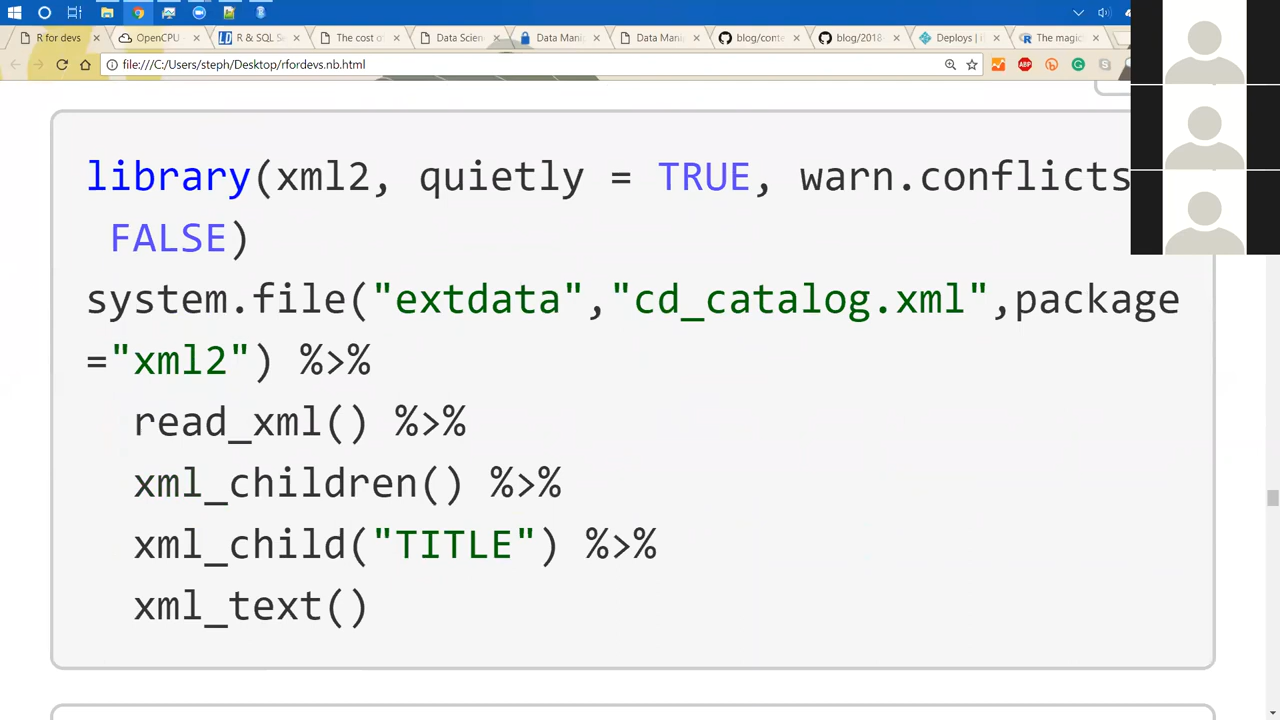 R for devs
OpenCPU
R & SQL Se
The cost o
Data Scien
Data Mani
Data Mani
blog/conte
blog/2018
Deploys | i
The magic
file:///C:/Users/steph/Desktop/rfordevs.nb.html
ABP
library(xml2, quietly = TRUE, warn.conflicts
FALSE)
system.file("extdata","cd_catalog.xml",package
="xml2") %>%
read_xml() %>%
xml_children() %>%
xml_child("TITLE") %>%
xml_text()